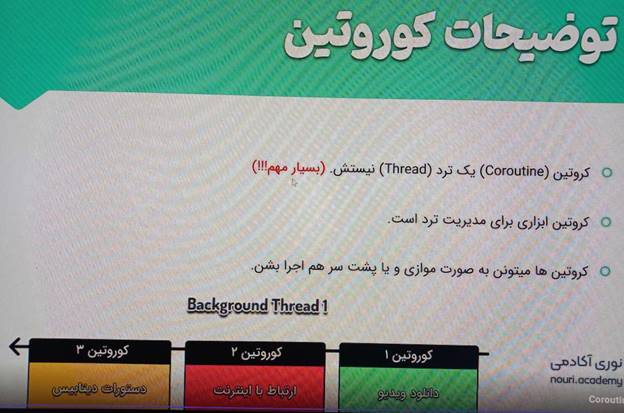 توضیحات کوروتین
کروتین (Coroutine) یک ترد (Thread) نیستش. (بسیار مهم!!!)
کروتین ابزاری برای مدیریت ترد است.
کروتین ها میتونن به صورت موازی و یا پشت سر هم اجرا بشن.
Background Thread 1
کوروتین ۱
کوروتین ۲
کوروتین ۳
دانلود ویدیو
ارتباط با اینترنت
دستورات دیتابیس
نوری آکادمی
nouri.academy